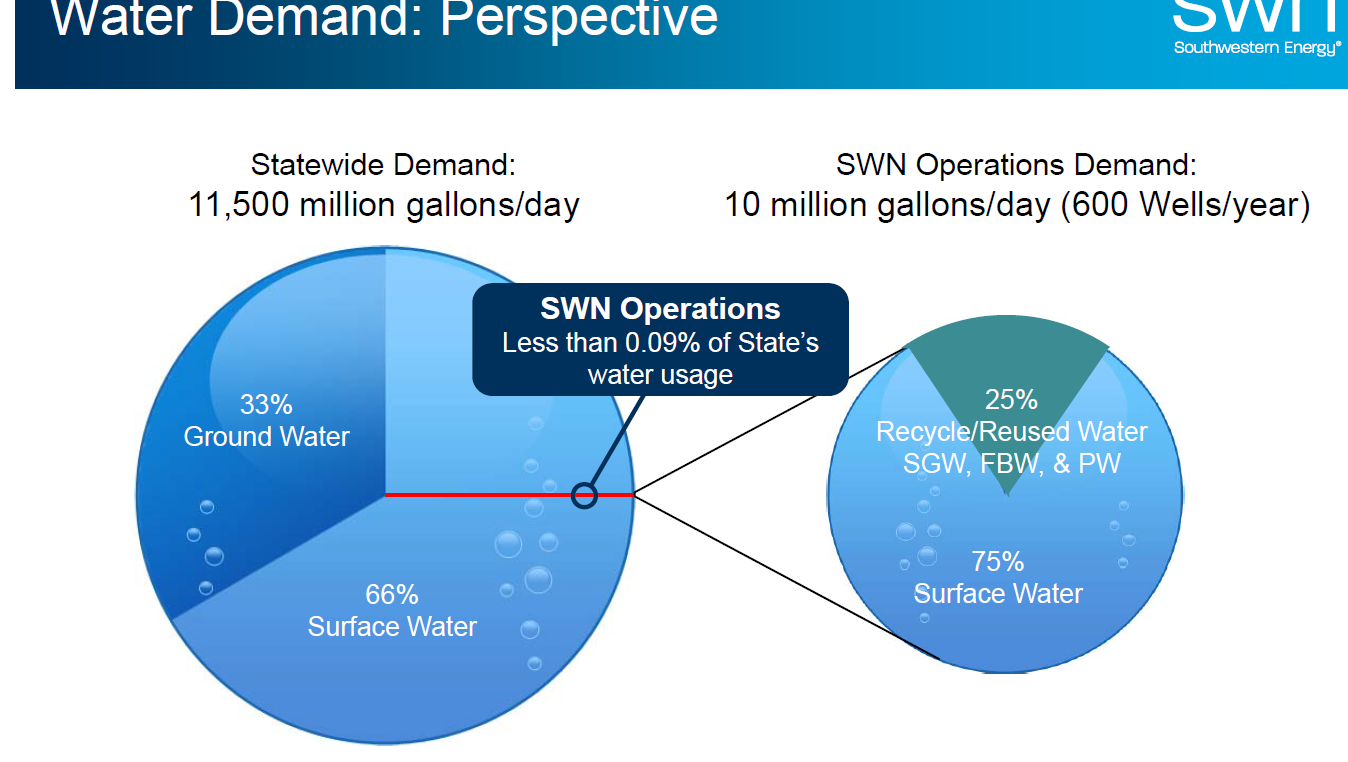 Water Demand: Perspective
SWN
Southwestern Energy®
Statewide Demand:
11,500 million gallons/day
SWN Operations Demand:
10 million gallons/day (600 Wells/year)
SWN Operations
Less than 0.09% of State's
water usage
33%
Ground Water
66%
Surface Water
25%
Recycle/Reused Water
SGW, FBW, & PW
75%
Surface Water